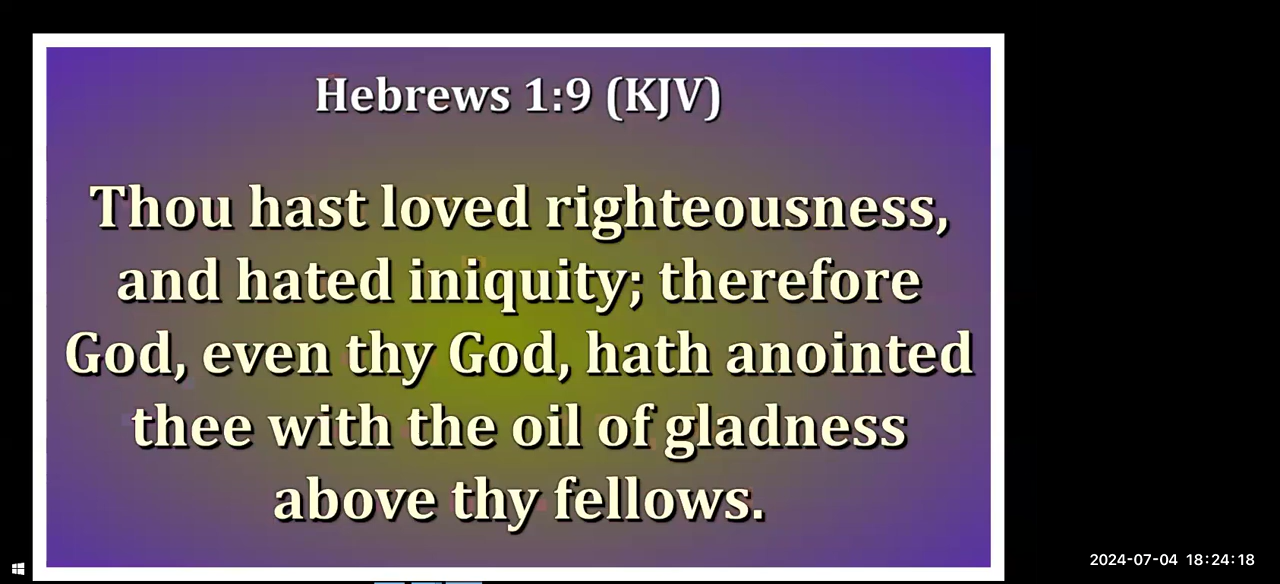 Hebrews 1:9 (KJV)
Thou hast loved righteousness,
and hated iniquity; therefore
God, even thy God, hath anointed
thee with the oil of gladness
above thy fellows.
2024-07-04 18:24:18